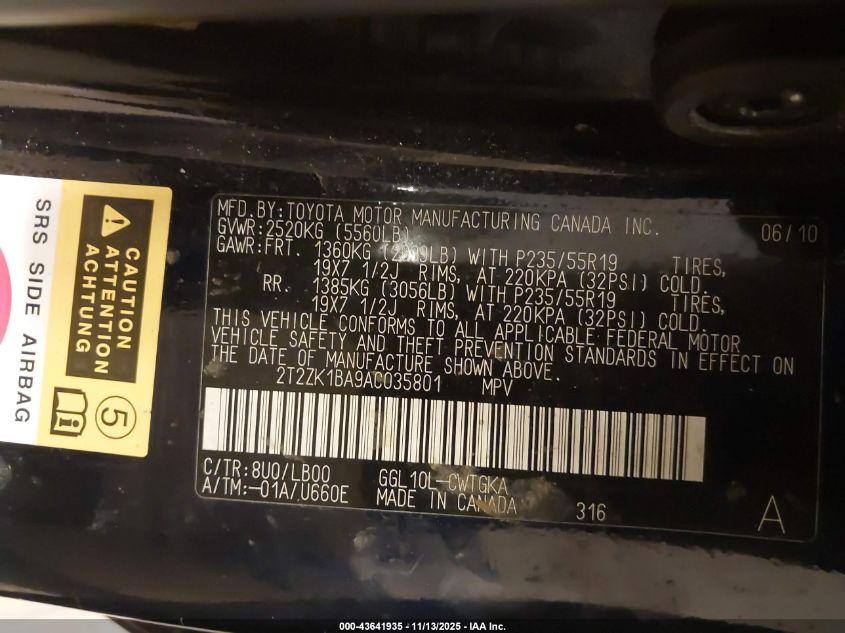 SRS SIDE AIRBAG
CAUTION
ATTENTION
ACHTUNG
5
MFD.BY:TOYOTA MOTOR MANUFACTURING CANADA INC. 06/10
GVWR:2520KG (5560LB)
GAWR:FRT. 1360KG WITH P235/55R19 TIRES,
19X7 1/2J RIMS, AT 220KPA (32PSI) COLD.
RR. 1385KG (3056LB) WITH P235/55R19 TIRES,
19X7 1/2J RIMS, AT 220KPA (32PSI) COLD.
THIS VEHICLE CONFORMS TO ALL APPLICABLE FEDERAL MOTOR
VEHICLE SAFETY AND THEFT PREVENTION STANDARDS IN EFFECT ON
THE DATE OF MANUFACTURE SHOWN ABOVE.
2T2ZK1BA9AC035801 MPV
C/TR:8U0/LB00 GGL10L-CWTGKA
A/TM:-01A/U660E MADE IN CANADA 316
A
000-43641935 - 11/13/2025 - IAA Inc.